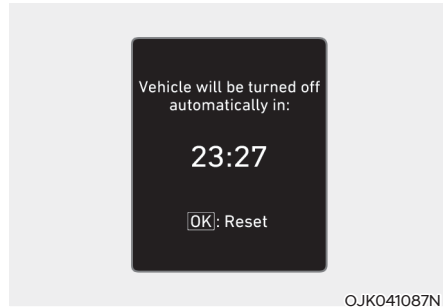 Vehicle will be turned off
automatically in:
23:27
OK: Reset
OJK041087N